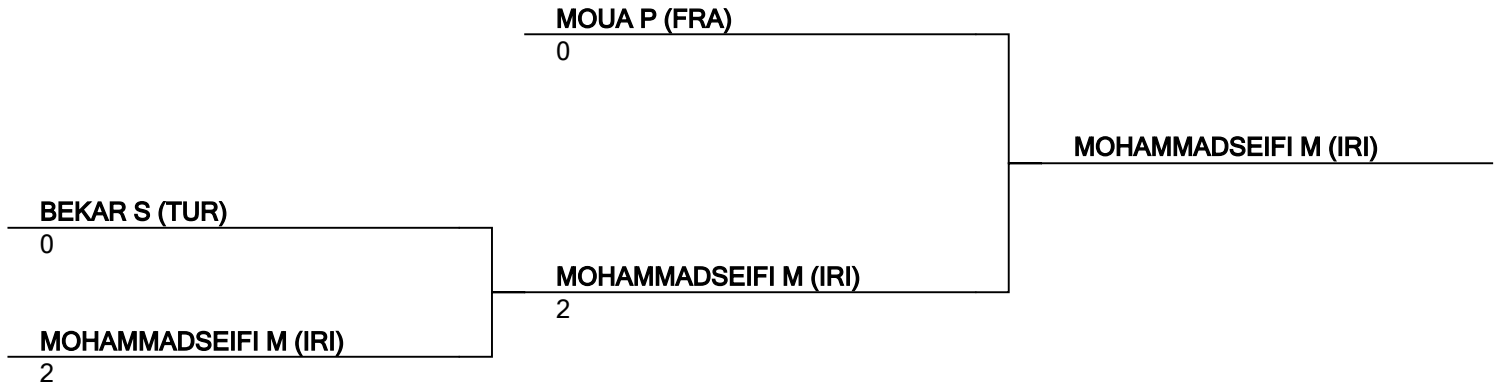 MOUA P (FRA)
0
MOHAMMADSEIFI M (IRI)
BEKAR S (TUR)
0
MOHAMMADSEIFI M (IRI)
2
MOHAMMADSEIFI M (IRI)
2